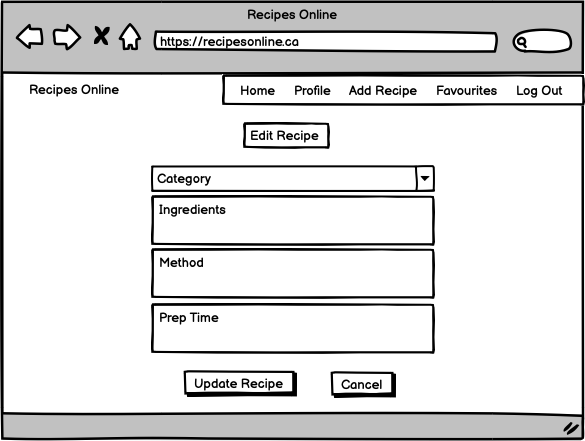 Recipes Online
https://recipesonline.ca
Recipes Online
Home Profile Add Recipe Favourites Log Out
Edit Recipe
Category
Ingredients
Method
Prep Time
Update Recipe Cancel